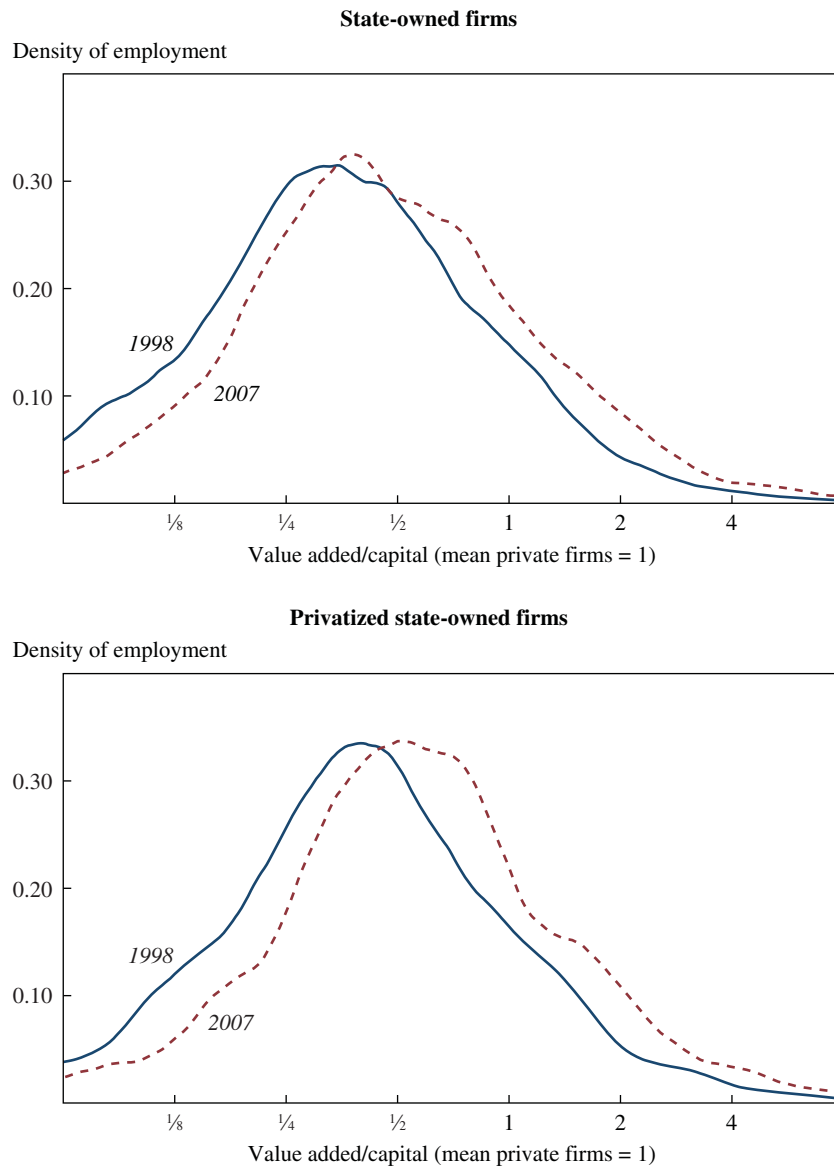 State-owned firms
Density of employment
0.30
0.20
1998
2007
0.10
⅛ ¼ ½ 1 2 4
Value added/capital (mean private firms = 1)
Privatized state-owned firms
Density of employment
0.30
0.20
1998
0.10
2007
⅛ ¼ ½ 1 2 4
Value added/capital (mean private firms = 1)